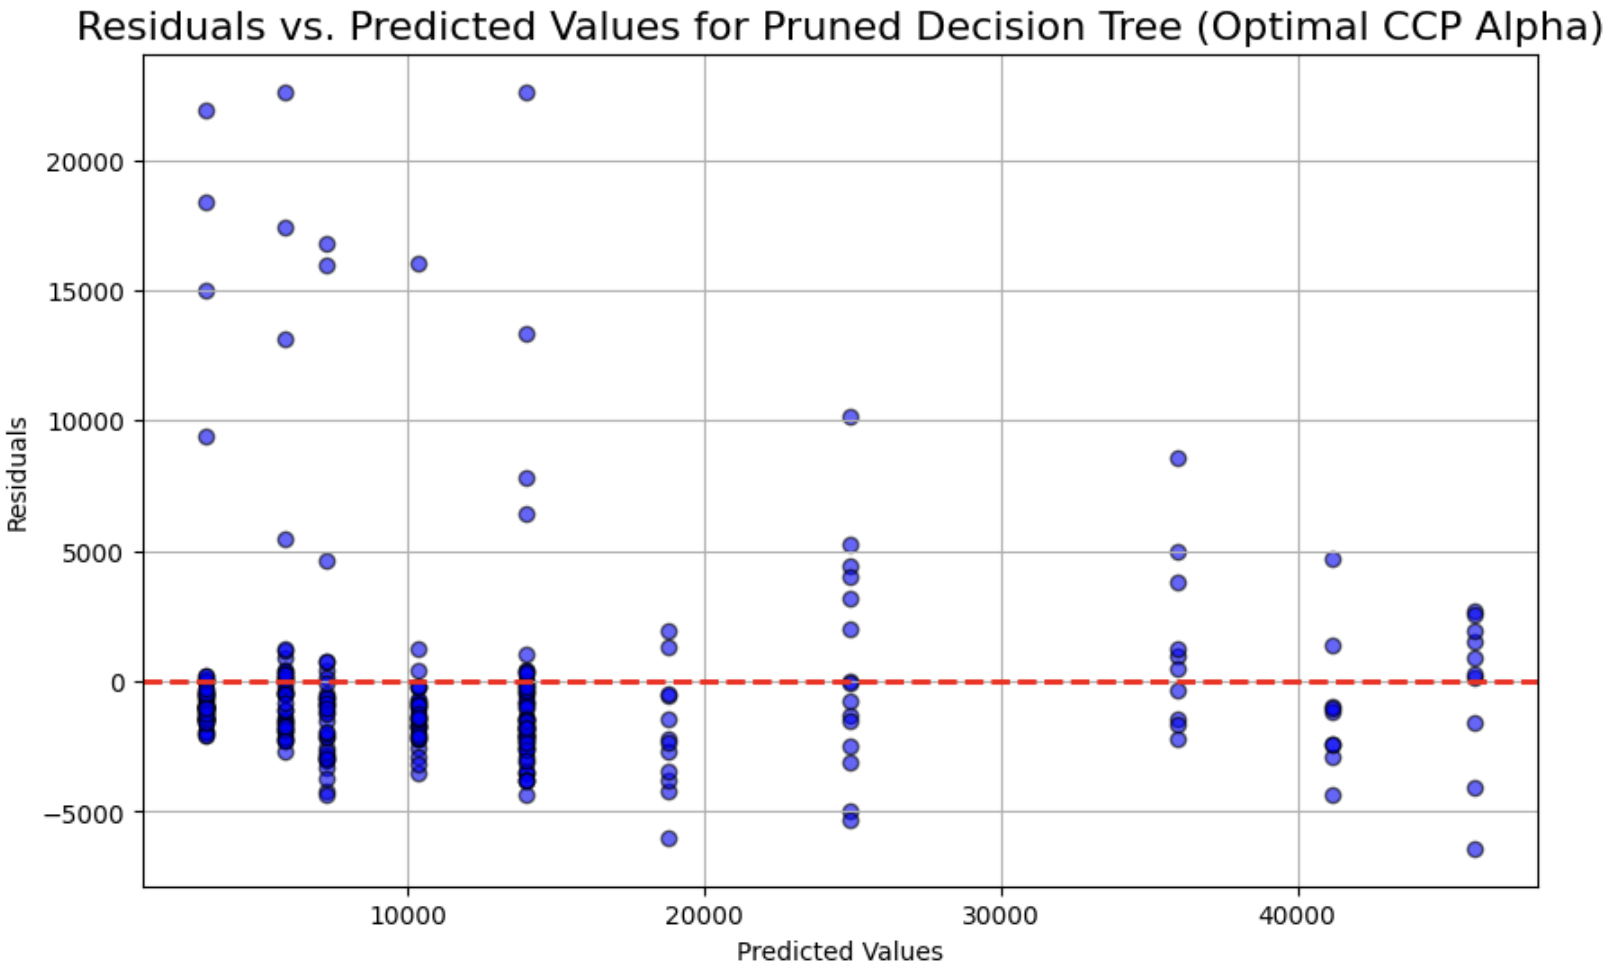 Residuals vs. Predicted Values for Pruned Decision Tree (Optimal CCP Alpha)
20000
15000
10000
5000
0
−5000
Residuals
10000 20000 30000 40000
Predicted Values